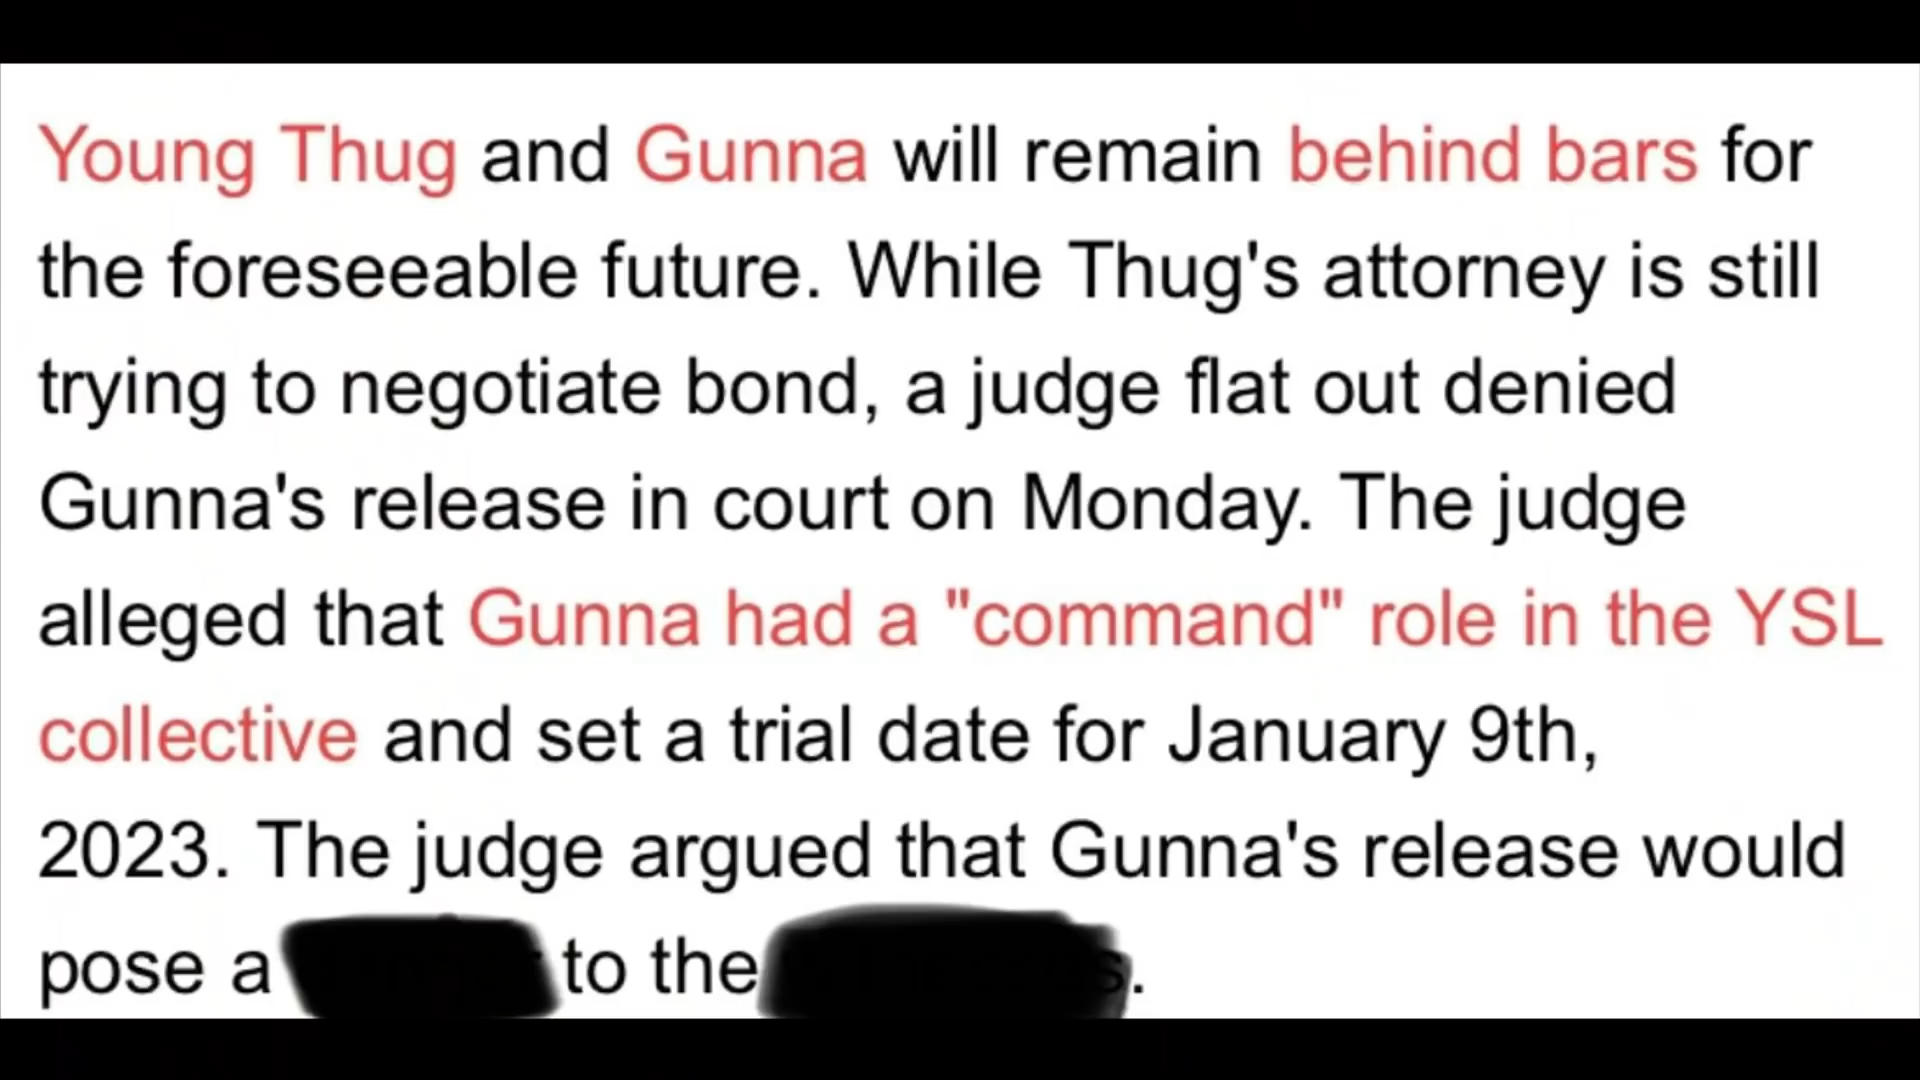 Young Thug and Gunna will remain behind bars for
the foreseeable future. While Thug's attorney is still
trying to negotiate bond, a judge flat out denied
Gunna's release in court on Monday. The judge
alleged that Gunna had a "command" role in the YSL
collective and set a trial date for January 9th,
2023. The judge argued that Gunna's release would
pose a to the .